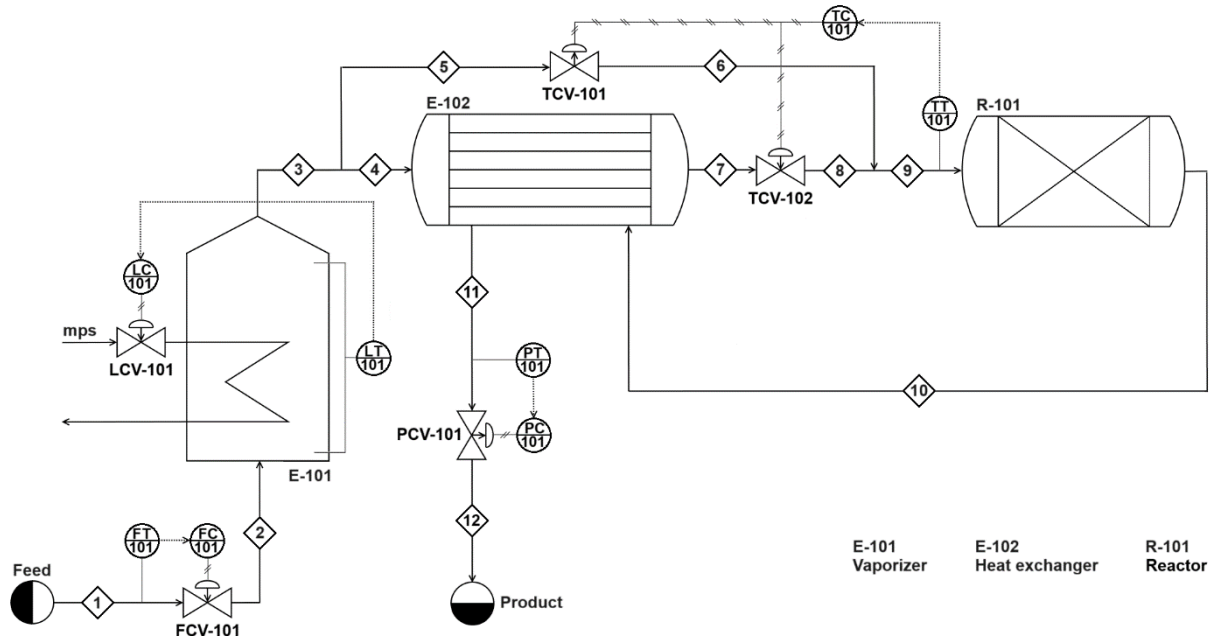 TC
101
5
6
TCV-101
E-102
TT
101
R-101
3
4
7
8
9
TCV-102
LC
101
11
mps
LCV-101
LT
101
PT
101
10
PCV-101
PC
101
E-101
2
12
FT
101
FC
101
E-101
Vaporizer
E-102
Heat exchanger
R-101
Reactor
Feed
1
Product
FCV-101